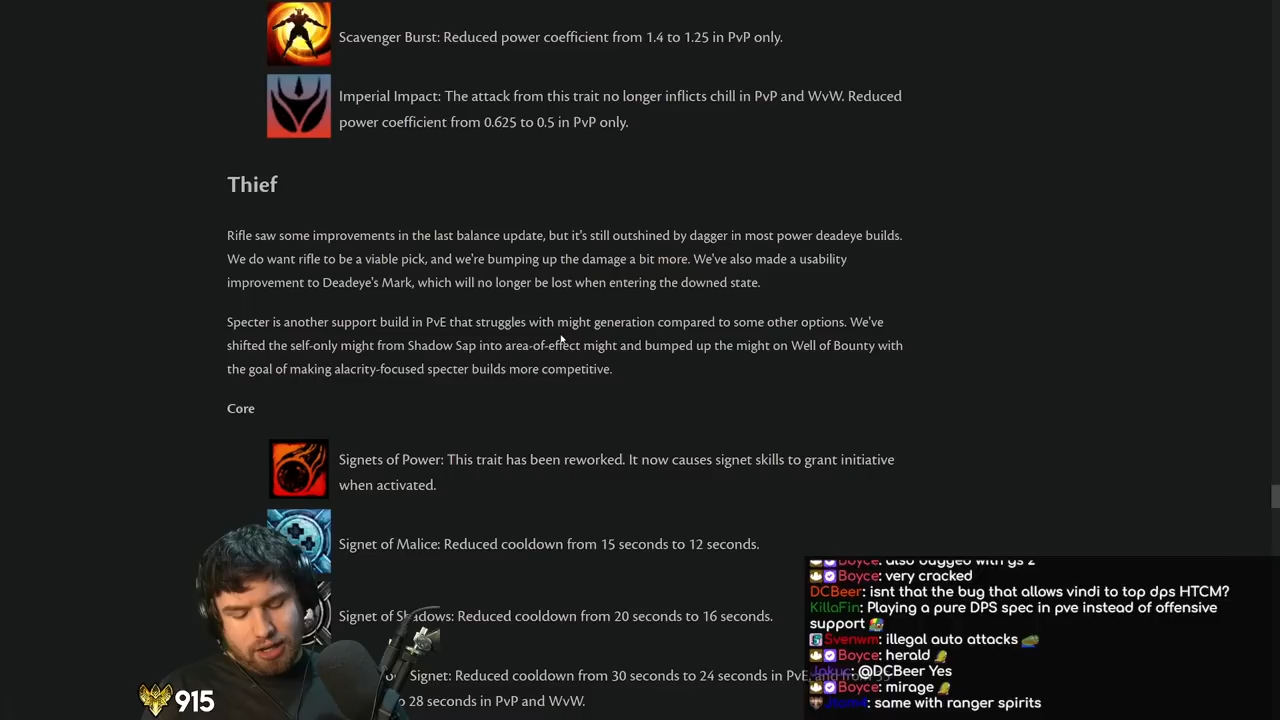 Scavenger Burst: Reduced power coefficient from 1.4 to 1.25 in PvP only.
Imperial Impact: The attack from this trait no longer inflicts chill in PvP and WvW. Reduced
power coefficient from 0.625 to 0.5 in PvP only.
Thief
Rifle saw some improvements in the last balance update, but it's still outshined by dagger in most power deadeye builds.
We do want rifle to be a viable pick, and we're bumping up the damage a bit more. We've also made a usability
improvement to Deadeye's Mark, which will no longer be lost when entering the downed state.
Specter is another support build in PvE that struggles with might generation compared to some other options. We've
shifted the self-only might from Shadow Sap into area-of-effect might and bumped up the might on Well of Bounty with
the goal of making alacrity-focused specter builds more competitive.
Core
Signets of Power: This trait has been reworked. It now causes signet skills to grant initiative
when activated.
Signet of Malice: Reduced cooldown from 15 seconds to 12 seconds.
Signet of Shadows: Reduced cooldown from 20 seconds to 16 seconds.
Signet: Reduced cooldown from 30 seconds to 24 seconds in PvE, and
28 seconds in PvP and WvW.
915
Boyce: also bugged with gs 2
Boyce: very cracked
DCBeer: isnt that the bug that allows vindi to top dps HTCM?
KillaFin: Playing a pure DPS spec in pve instead of offensive
support
Svenwm: illegal auto attacks
Boyce: herald
@DCBeer Yes
Boyce: mirage
same with ranger spirits